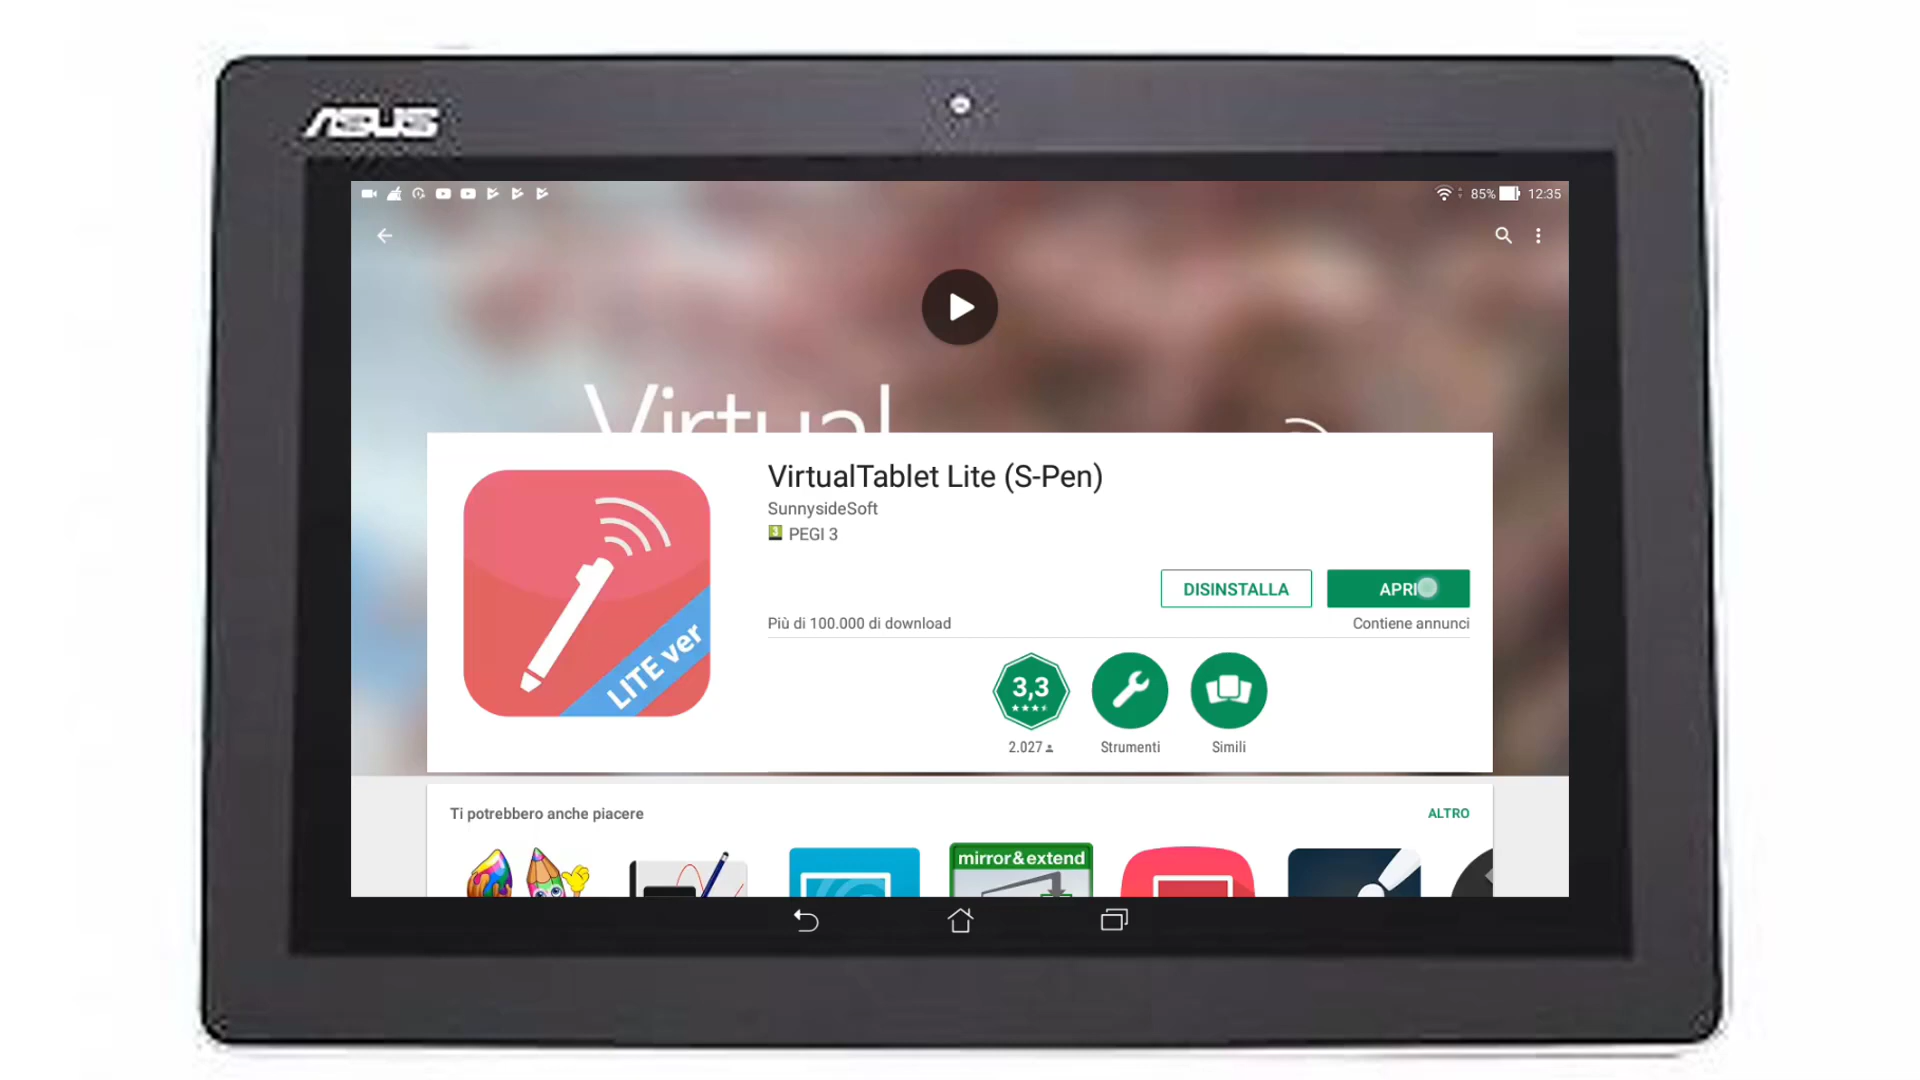 ASUS
85% 12:35
Virtual
VirtualTablet Lite (S-Pen)
SunnysideSoft
3 PEGI 3
DISINSTALLA APRI
Più di 100.000 di download Contiene annunci
LITE ver
3,3
2.027 Strumenti Simili
Ti potrebbero anche piacere ALTRO
mirror&extend